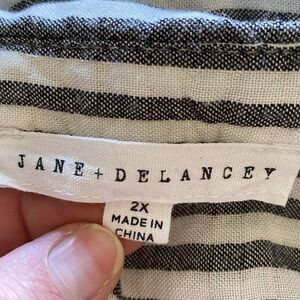 JANE + DELANCEY
2X
MADE IN
CHINA